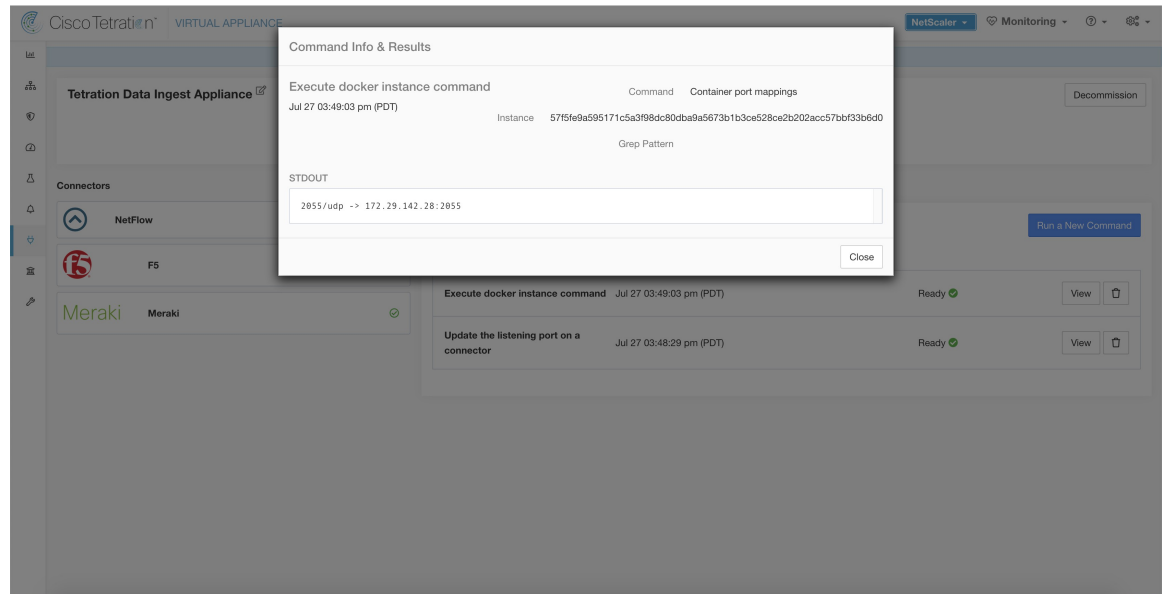 Cisco Tetration™ VIRTUAL APPLIANCE
NetScaler
Monitoring
Command Info & Results
Execute docker instance command
Jul 27 03:49:03 pm (PDT)
Command Container port mappings
Instance 57f5fe9a595171c5a3f98dc80dba9a5673b1b3ce528ce2b202acc57bbf33b6d0
Grep Pattern
STDOUT
2055/udp -> 172.29.142.28:2055
Close
Tetration Data Ingest Appliance
Decommission
Connectors
NetFlow
f5 F5
Meraki Meraki
Run a New Command
Execute docker instance command Jul 27 03:49:03 pm (PDT) Ready View
Update the listening port on a
connector
Jul 27 03:48:29 pm (PDT) Ready View